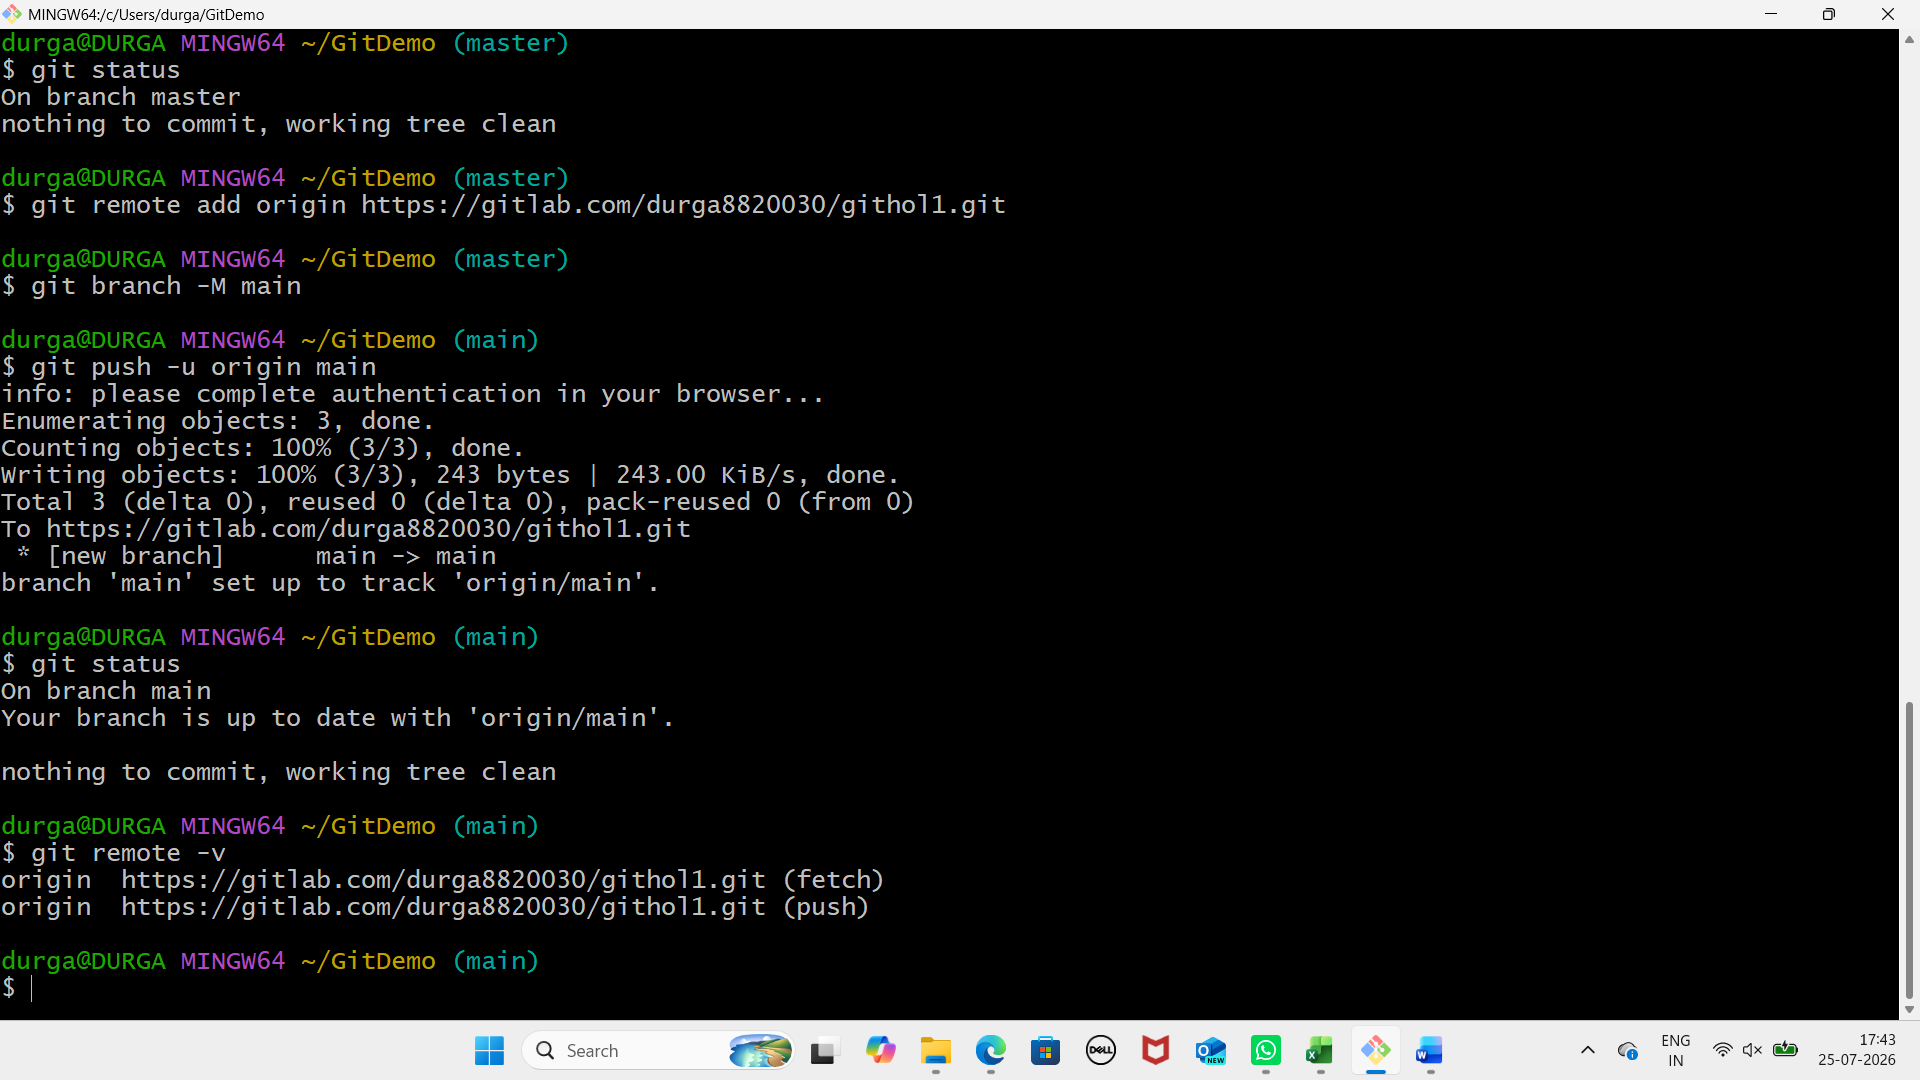 MINGW64:/c/Users/durga/GitDemo
durga@DURGA MINGW64 ~/GitDemo (master)
$ git status
On branch master
nothing to commit, working tree clean
durga@DURGA MINGW64 ~/GitDemo (master)
$ git remote add origin https://gitlab.com/durga8820030/githol1.git
durga@DURGA MINGW64 ~/GitDemo (master)
$ git branch -M main
durga@DURGA MINGW64 ~/GitDemo (main)
$ git push -u origin main
info: please complete authentication in your browser...
Enumerating objects: 3, done.
Counting objects: 100% (3/3), done.
Writing objects: 100% (3/3), 243 bytes | 243.00 KiB/s, done.
Total 3 (delta 0), reused 0 (delta 0), pack-reused 0 (from 0)
To https://gitlab.com/durga8820030/githol1.git
 * [new branch]      main -> main
branch 'main' set up to track 'origin/main'.
durga@DURGA MINGW64 ~/GitDemo (main)
$ git status
On branch main
Your branch is up to date with 'origin/main'.
nothing to commit, working tree clean
durga@DURGA MINGW64 ~/GitDemo (main)
$ git remote -v
origin  https://gitlab.com/durga8820030/githol1.git (fetch)
origin  https://gitlab.com/durga8820030/githol1.git (push)
durga@DURGA MINGW64 ~/GitDemo (main)
$
Search
DELL
NEW
ENG
IN
17:43
25-07-2026